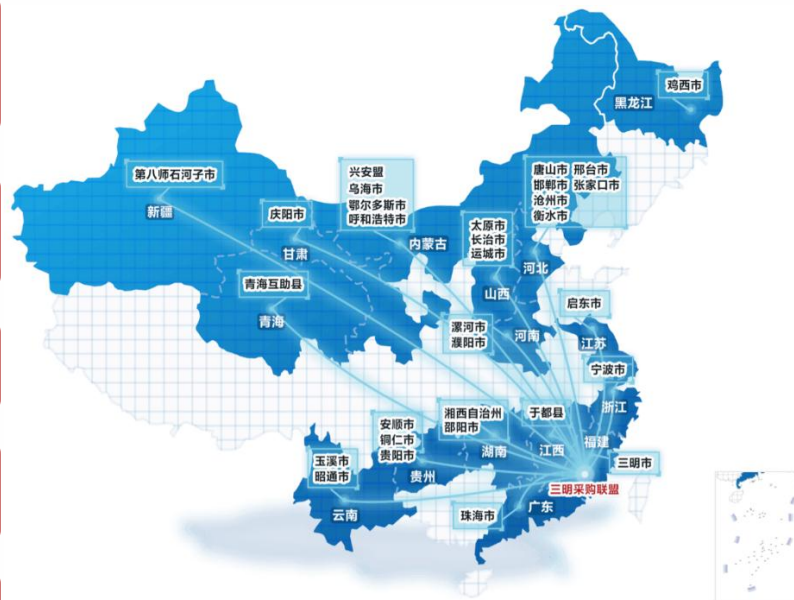 鸡西市
黑龙江
第八师石河子市
新疆
兴安盟
乌海市
鄂尔多斯市
呼和浩特市
内蒙古
唐山市 邢台市
邯郸市 张家口市
沧州市
衡水市
河北
庆阳市
甘肃
太原市
长治市
运城市
山西
青海互助县
青海
启东市
江苏
漯河市
濮阳市
河南
宁波市
浙江
安顺市
铜仁市
贵阳市
贵州
湘西自治州
邵阳市
湖南
于都县
江西
福建
三明市
玉溪市
昭通市
云南
三明采购联盟
珠海市
广东